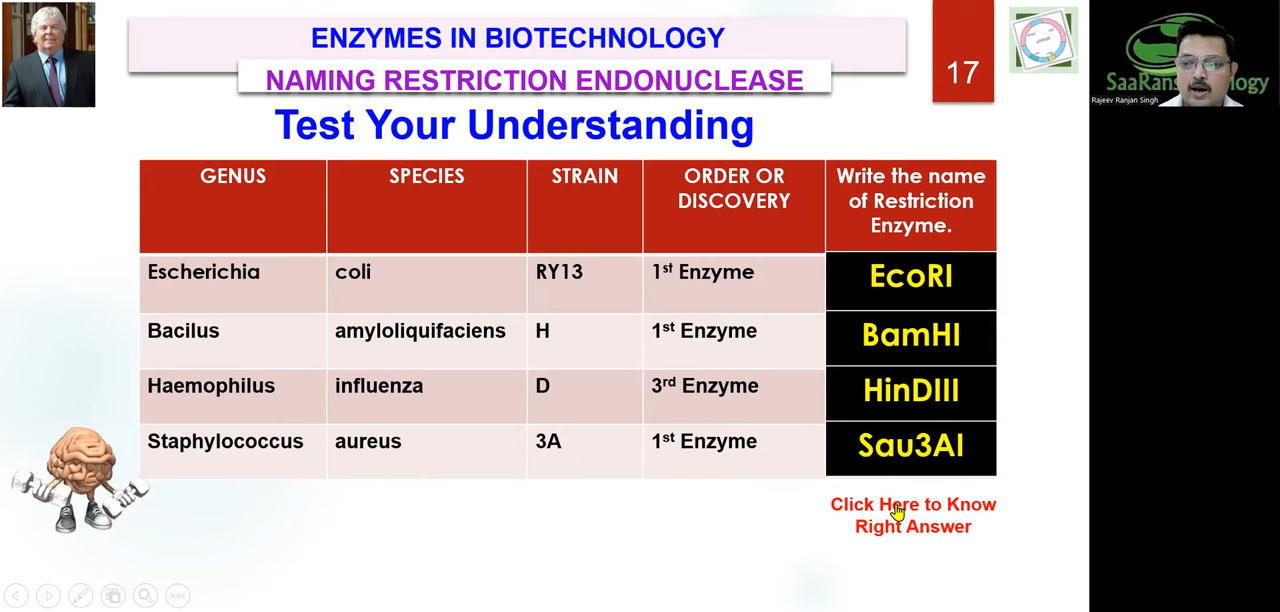 ENZYMES IN BIOTECHNOLOGY
NAMING RESTRICTION ENDONUCLEASE
17
Rajeev Ranjan Singh
Test Your Understanding
GENUS SPECIES STRAIN ORDER OR DISCOVERY Write the name of Restriction Enzyme.
Escherichia coli RY13 1st Enzyme EcoRI
Bacilus amyloliquifaciens H 1st Enzyme BamHI
Haemophilus influenza D 3rd Enzyme HinDIII
Staphylococcus aureus 3A 1st Enzyme Sau3AI
Click Here to Know
Right Answer